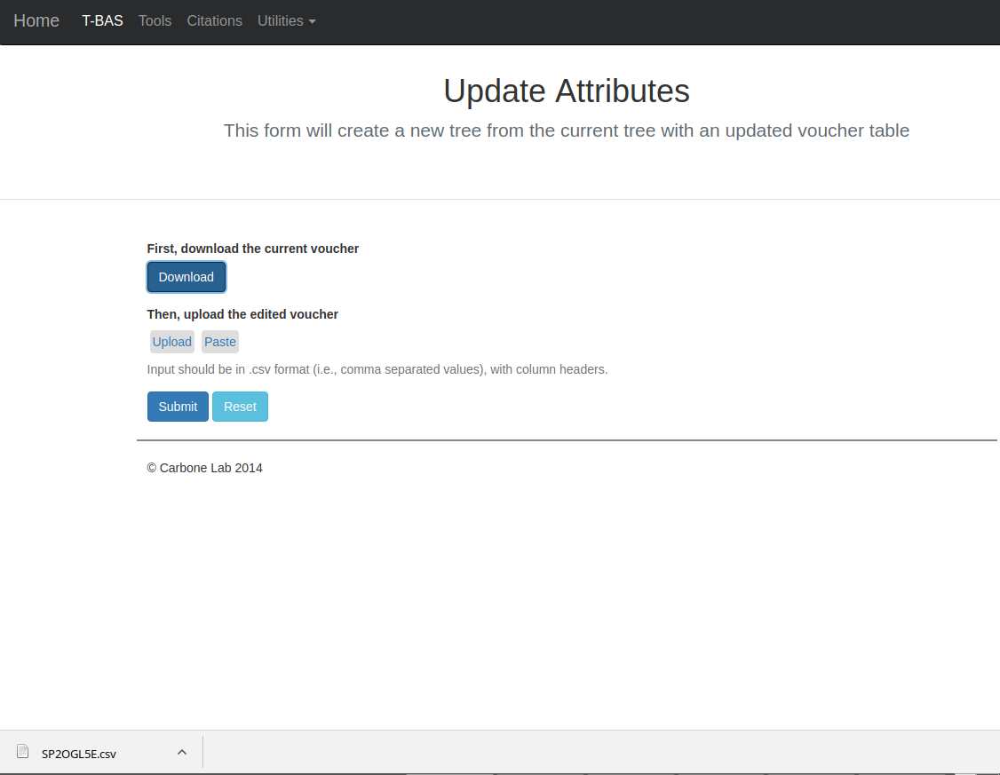 Home T-BAS Tools Citations Utilities
Update Attributes
This form will create a new tree from the current tree with an updated voucher table
First, download the current voucher
Download
Then, upload the edited voucher
Upload Paste
Input should be in .csv format (i.e., comma separated values), with column headers.
Submit Reset
© Carbone Lab 2014
SP2OGL5E.csv